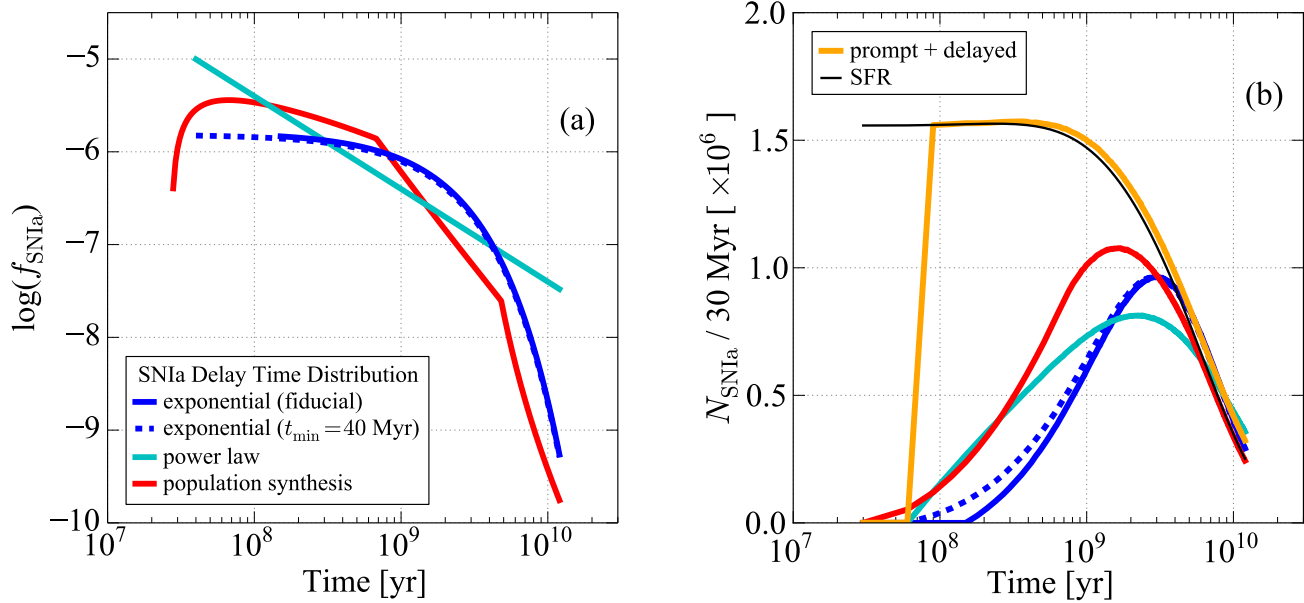 −5
−6
−7
−8
−9
−10
log(f_SNIa)
(a)
SNIa Delay Time Distribution
exponential (fiducial)
exponential (t_min = 40 Myr)
power law
population synthesis
10^7
10^8
10^9
10^10
Time [yr]
2.0
1.5
1.0
0.5
0.0
N_SNIa / 30 Myr [ ×10^6 ]
prompt + delayed
SFR
(b)
10^7
10^8
10^9
10^10
Time [yr]